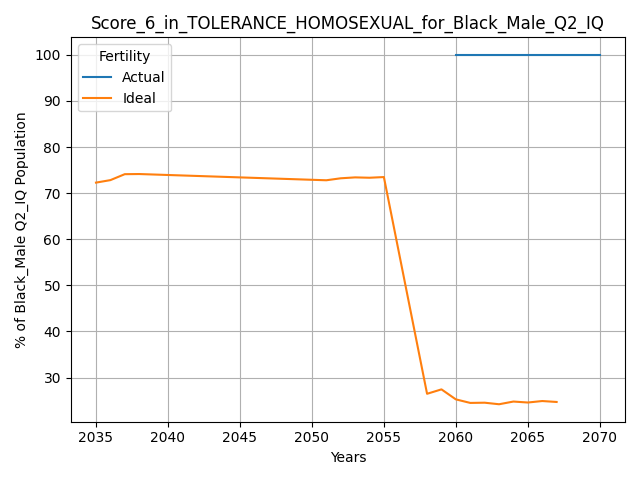 Score_6_in_TOLERANCE_HOMOSEXUAL_for_Black_Male_Q2_IQ
Fertility
Actual
Ideal
100
90
80
70
60
50
40
30
% of Black_Male Q2_IQ Population
2035
2040
2045
2050
2055
2060
2065
2070
Years